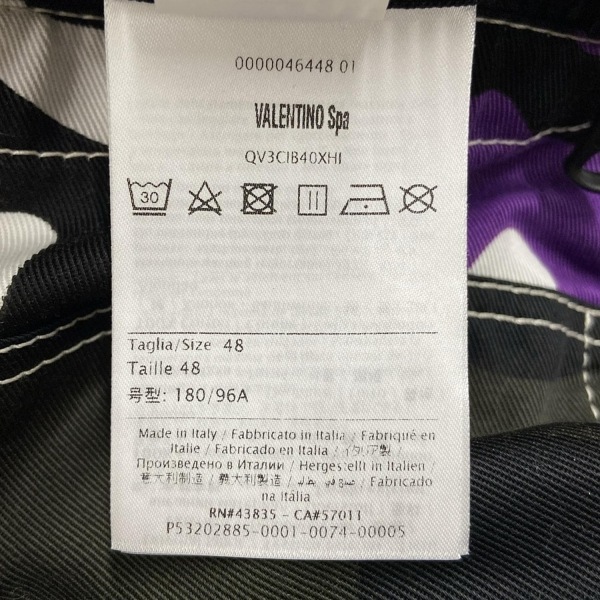 0000046448 01
VALENTINO Spa
QV3CIB40XHI
30
Taglia/Size 48
Taille 48
号型: 180/96A
Made in Italy / Fabbricato in Italia / Fabriqué en
Italie / Fabricado en Italia / イタリア製 /
Произведено в Италии / Hergestellt in Italien
意大利制造 / 義大利製造 / صنع في إيطاليا / Fabricado
na Italia
RN#43835 - CA#57011
P53202885-0001-0074-00005